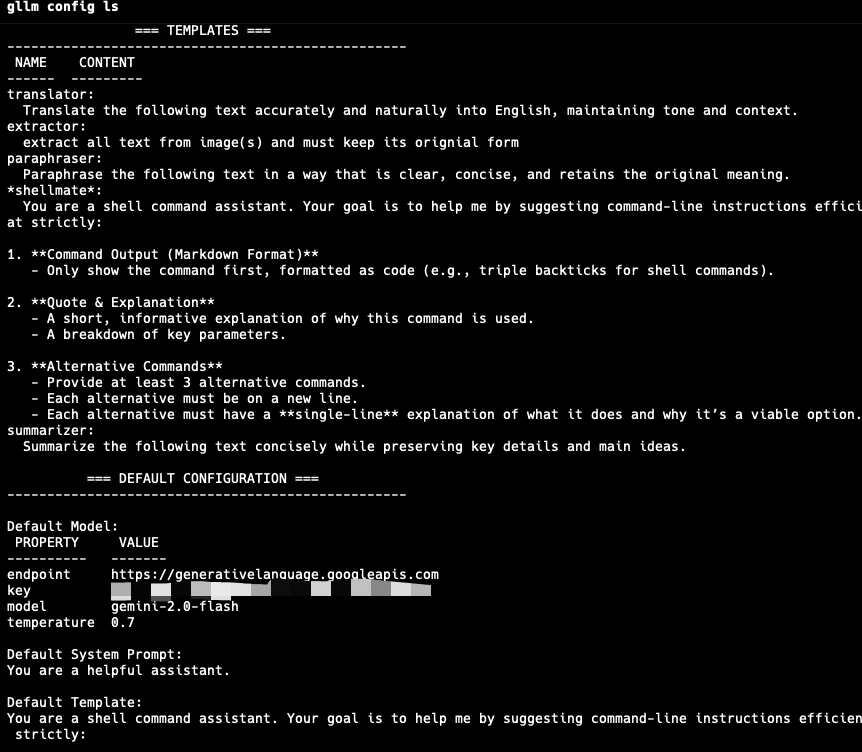 gllm config ls
=== TEMPLATES ===
--------------------------------------------------
NAME    CONTENT
------  ---------
translator:
  Translate the following text accurately and naturally into English, maintaining tone and context.
extractor:
  extract all text from image(s) and must keep its orignial form
paraphraser:
  Paraphrase the following text in a way that is clear, concise, and retains the original meaning.
*shellmate*:
  You are a shell command assistant. Your goal is to help me by suggesting command-line instructions effici
at strictly:

1. **Command Output (Markdown Format)**
   - Only show the command first, formatted as code (e.g., triple backticks for shell commands).

2. **Quote & Explanation**
   - A short, informative explanation of why this command is used.
   - A breakdown of key parameters.

3. **Alternative Commands**
   - Provide at least 3 alternative commands.
   - Each alternative must be on a new line.
   - Each alternative must have a **single-line** explanation of what it does and why it’s a viable option.
summarizer:
  Summarize the following text concisely while preserving key details and main ideas.

=== DEFAULT CONFIGURATION ===
--------------------------------------------------

Default Model:
 PROPERTY     VALUE
----------   -------
endpoint     https://generativelanguage.googleapis.com
key
model        gemini-2.0-flash
temperature  0.7

Default System Prompt:
You are a helpful assistant.

Default Template:
You are a shell command assistant. Your goal is to help me by suggesting command-line instructions efficien
 strictly: